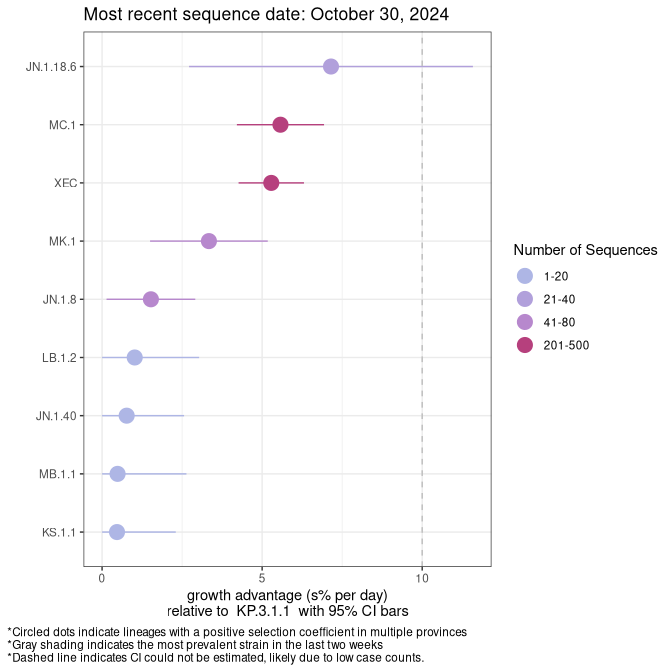 Most recent sequence date: October 30, 2024
JN.1.18.6
MC.1
XEC
MK.1
JN.1.8
LB.1.2
JN.1.40
MB.1.1
KS.1.1
0 5 10
growth advantage (s% per day)
relative to KP.3.1.1 with 95% CI bars
Number of Sequences
1-20
21-40
41-80
201-500
*Circled dots indicate lineages with a positive selection coefficient in multiple provinces
*Gray shading indicates the most prevalent strain in the last two weeks
*Dashed line indicates CI could not be estimated, likely due to low case counts.